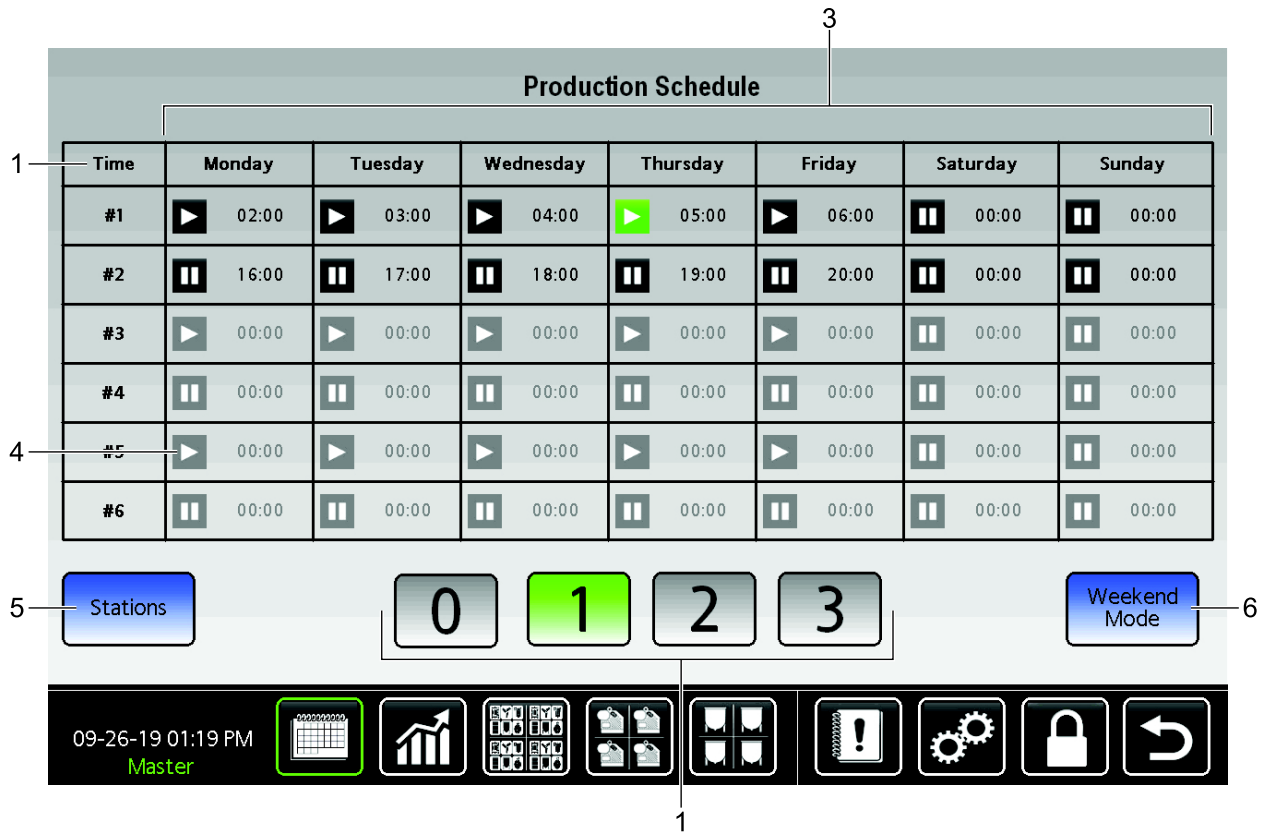 3
Production Schedule
1 Time Monday Tuesday Wednesday Thursday Friday Saturday Sunday
#1 02:00 03:00 04:00 05:00 06:00 00:00 00:00
#2 16:00 17:00 18:00 19:00 20:00 00:00 00:00
#3 00:00 00:00 00:00 00:00 00:00 00:00 00:00
#4 00:00 00:00 00:00 00:00 00:00 00:00 00:00
4 #5 00:00 00:00 00:00 00:00 00:00 00:00 00:00
#6 00:00 00:00 00:00 00:00 00:00 00:00 00:00
5 Stations 0 1 2 3 Weekend
Mode 6
09-26-19 01:19 PM
Master
!
1